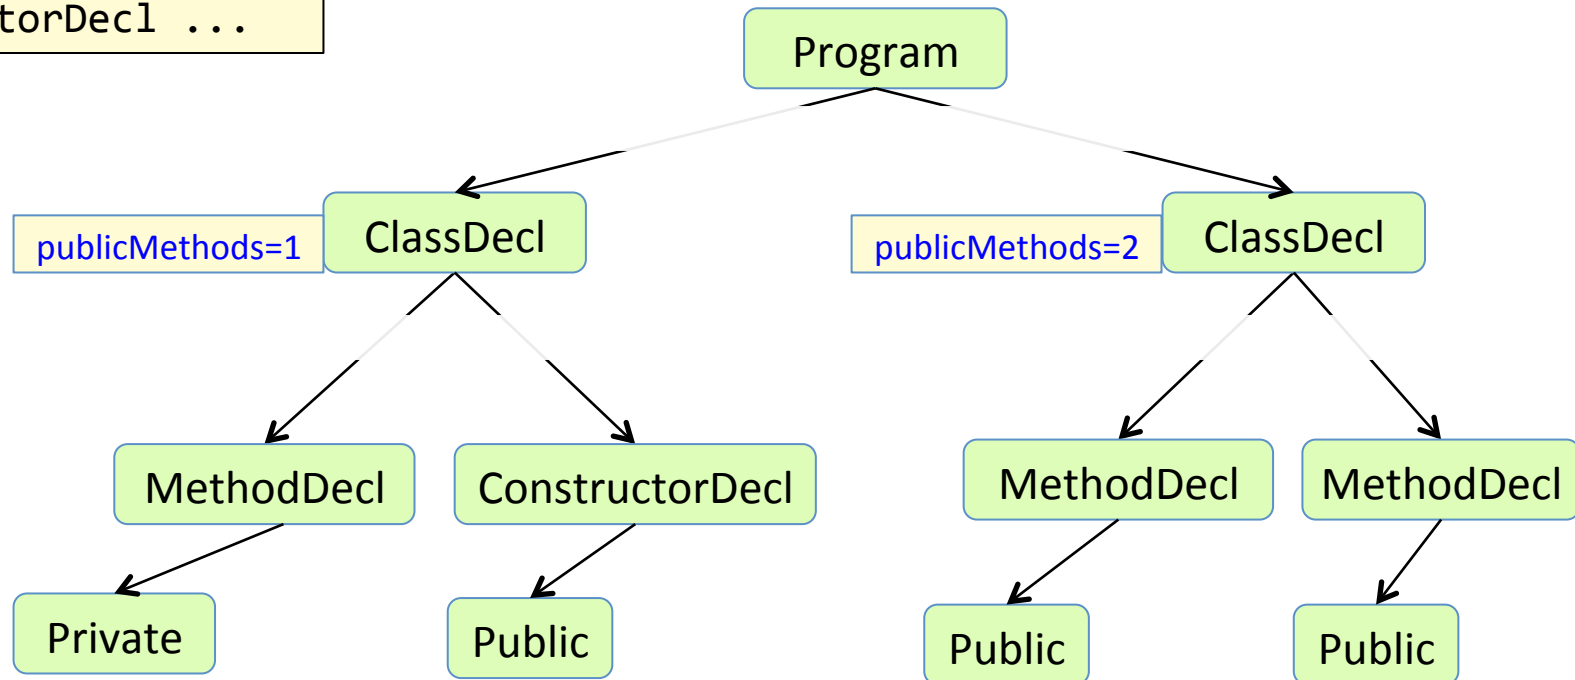 torDecl ...
Program
publicMethods=1
ClassDecl
publicMethods=2
ClassDecl
MethodDecl
ConstructorDecl
MethodDecl
MethodDecl
Private
Public
Public
Public